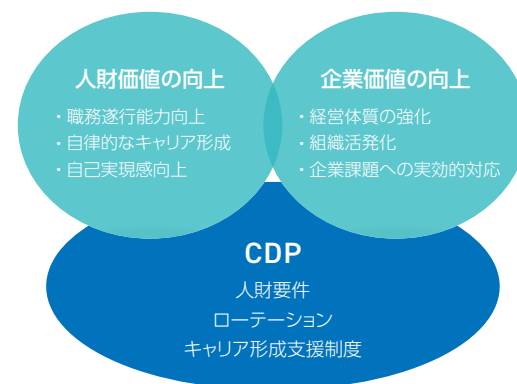 人財価値の向上
・職務遂行能力向上
・自律的なキャリア形成
・自己実現感向上
企業価値の向上
・経営体質の強化
・組織活発化
・企業課題への実効的対応
CDP
人財要件
ローテーション
キャリア形成支援制度